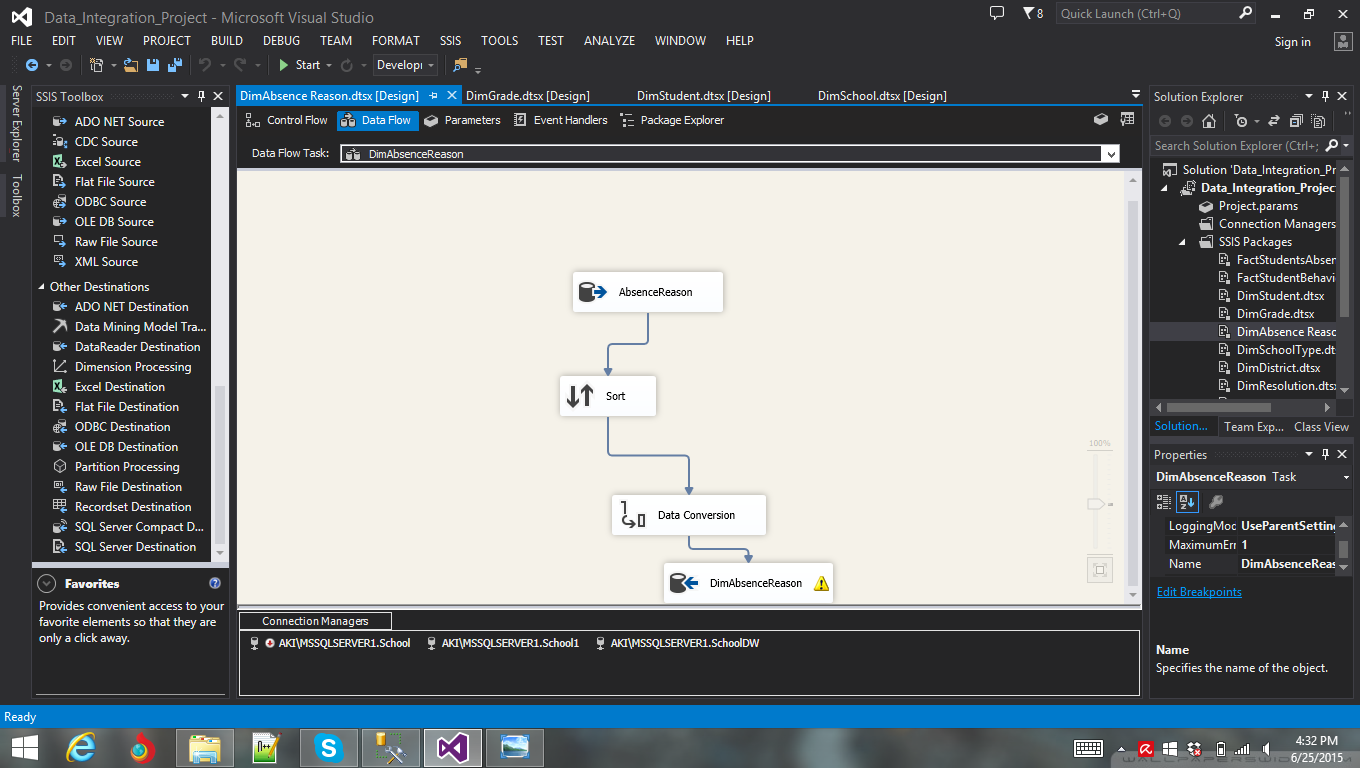 Data_Integration_Project - Microsoft Visual Studio
8
Quick Launch (Ctrl+Q)
FILE EDIT VIEW PROJECT BUILD DEBUG TEAM FORMAT SSIS TOOLS TEST ANALYZE WINDOW HELP
Sign in
Start
Developi
Server Explorer
Toolbox
SSIS Toolbox
ADO NET Source
CDC Source
Excel Source
Flat File Source
ODBC Source
OLE DB Source
Raw File Source
XML Source
Other Destinations
ADO NET Destination
Data Mining Model Tra...
DataReader Destination
Dimension Processing
Excel Destination
Flat File Destination
ODBC Destination
OLE DB Destination
Partition Processing
Raw File Destination
Recordset Destination
SQL Server Compact D...
SQL Server Destination
Favorites
Provides convenient access to your
favorite elements so that they are
only a click away.
DimAbsence Reason.dtsx [Design] DimGrade.dtsx [Design] DimStudent.dtsx [Design] DimSchool.dtsx [Design]
Control Flow Data Flow Parameters Event Handlers Package Explorer
Data Flow Task: DimAbsenceReason
AbsenceReason
Sort
Data Conversion
DimAbsenceReason
100%
Connection Managers
AKI\MSSQLSERVER1.School AKI\MSSQLSERVER1.School1 AKI\MSSQLSERVER1.SchoolDW
Solution Explorer
Search Solution Explorer (Ctrl+;
Solution 'Data_Integration_Pr
Data_Integration_Project
Project.params
Connection Managers
SSIS Packages
FactStudentsAbsen
FactStudentBehavi
DimStudent.dtsx
DimGrade.dtsx
DimAbsence Reaso
DimSchoolType.dt
DimDistrict.dtsx
DimResolution.dtsx
Solution... Team Exp... Class View
Properties
DimAbsenceReason Task
LoggingMod UseParentSetting
MaximumErr 1
Name DimAbsenceReas
Edit Breakpoints
Name
Specifies the name of the object.
Ready
4:32 PM
6/25/2015